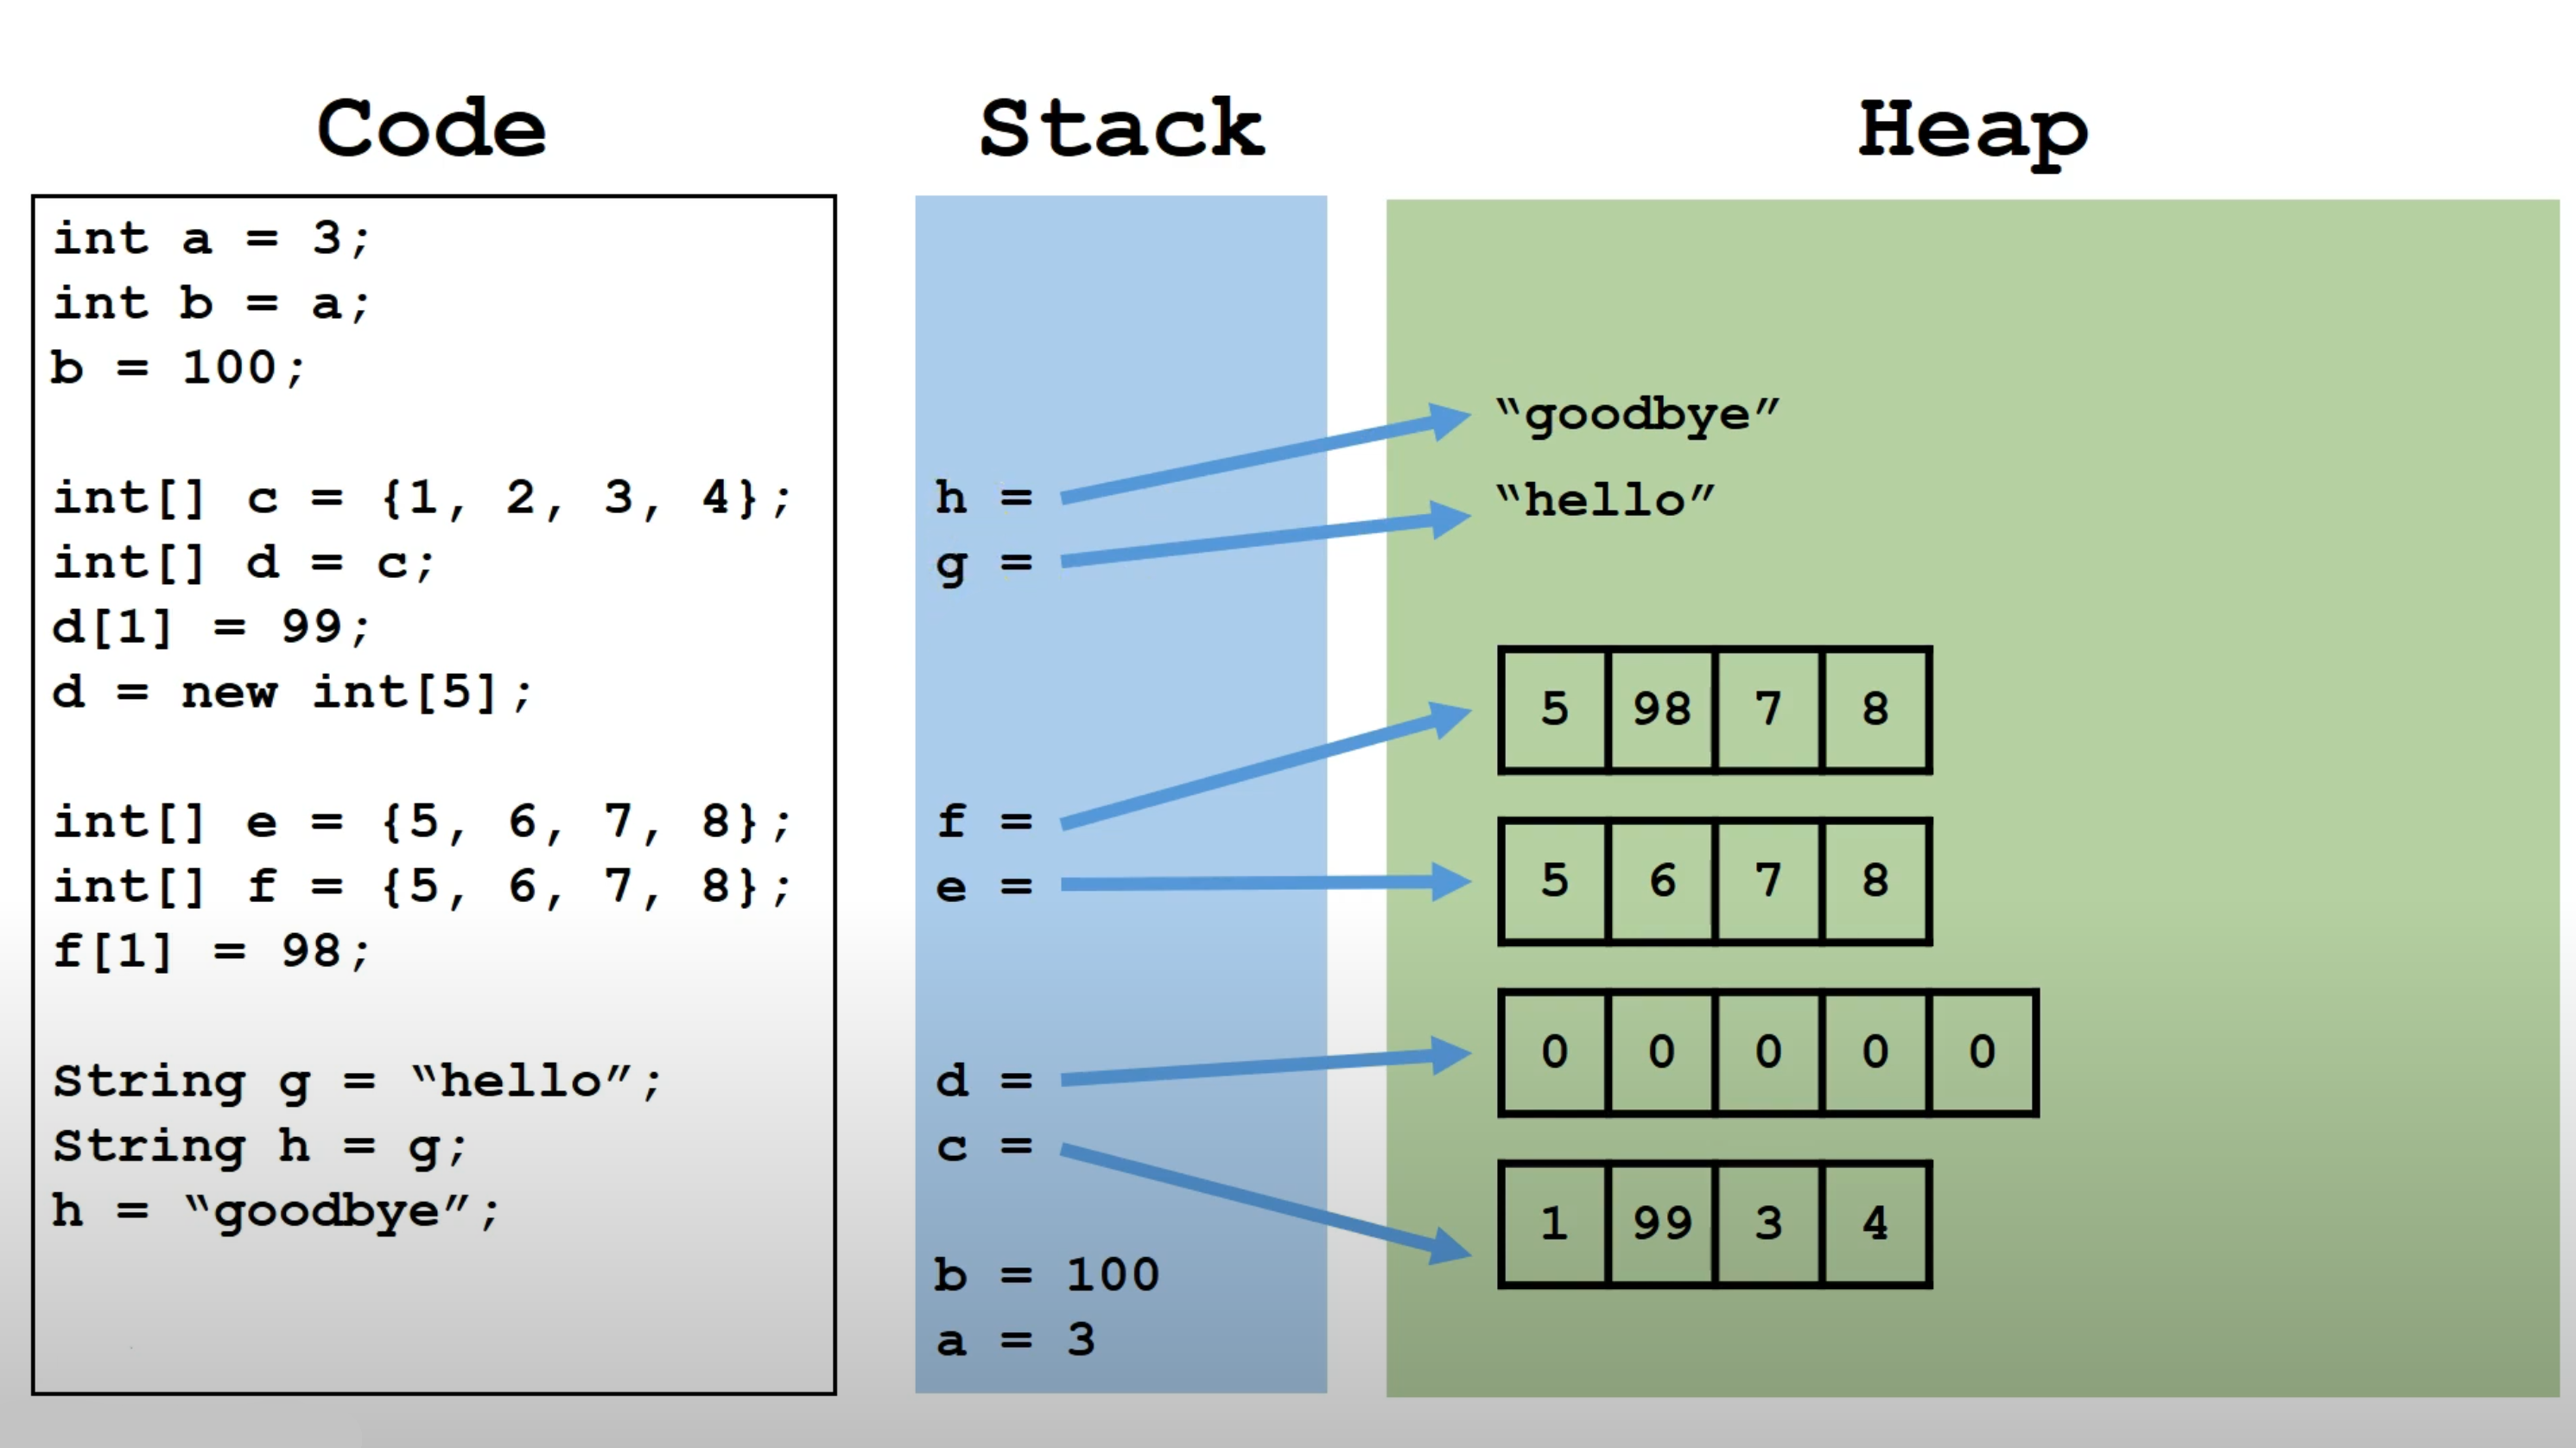 Code
int a = 3;
int b = a;
b = 100;
int[] c = {1, 2, 3, 4};
int[] d = c;
d[1] = 99;
d = new int[5];
int[] e = {5, 6, 7, 8};
int[] f = {5, 6, 7, 8};
f[1] = 98;
String g = “hello”;
String h = g;
h = “goodbye”;
Stack
h =
g =
f =
e =
d =
c =
b = 100
a = 3
Heap
“goodbye”
“hello”
5 98 7 8
5 6 7 8
0 0 0 0 0
1 99 3 4